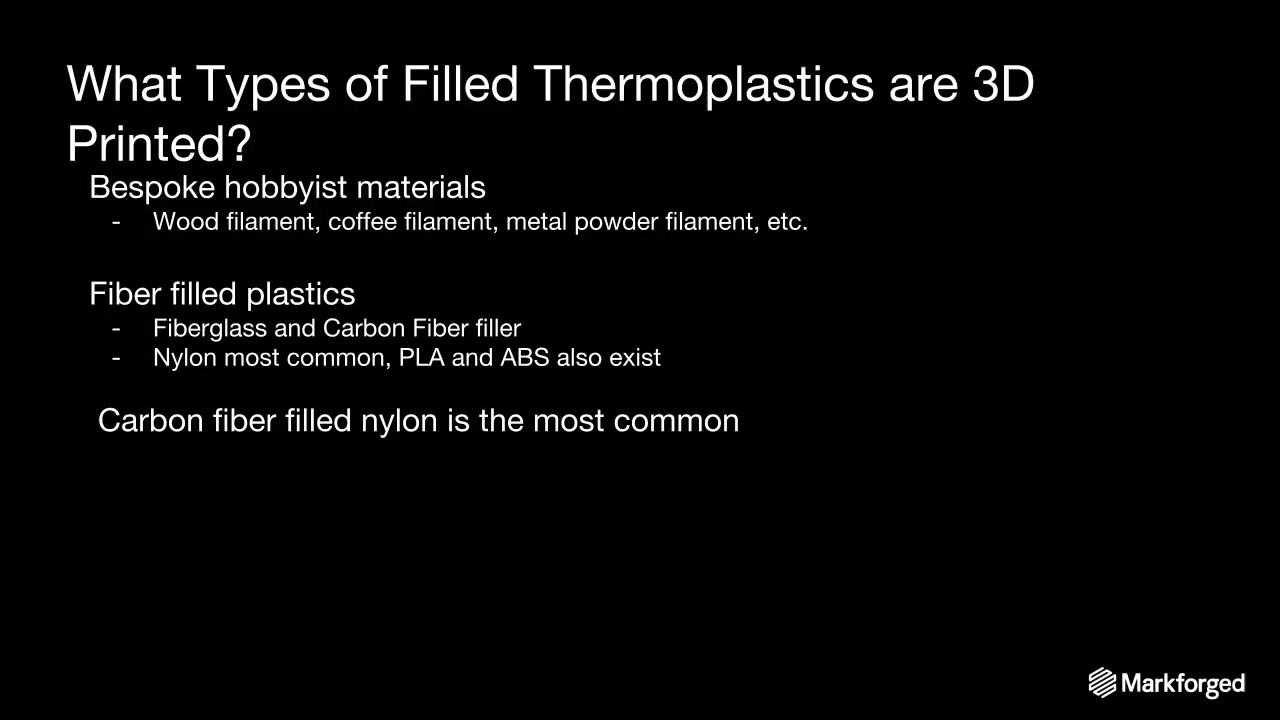 What Types of Filled Thermoplastics are 3D
Printed?
Bespoke hobbyist materials
- Wood filament, coffee filament, metal powder filament, etc.
Fiber filled plastics
- Fiberglass and Carbon Fiber filler
- Nylon most common, PLA and ABS also exist
Carbon fiber filled nylon is the most common
Markforged